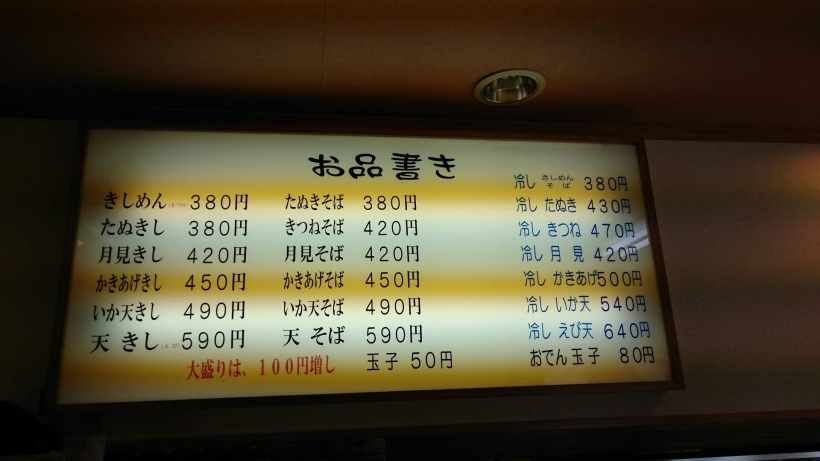 お品書き
きしめん 380円
たぬきし 380円
月見きし 420円
かきあげきし 450円
いか天きし 490円
天 きし 590円
大盛りは、100円増し
たぬきそば 380円
きつねそば 420円
月見そば 420円
かきあげそば 450円
いか天そば 490円
天 そば 590円
玉子 50円
冷し きしめん そば 380円
冷し たぬき 430円
冷し きつね 470円
冷し 月 見 420円
冷し かきあげ500円
冷し いか天 540円
冷し えび天 640円
おでん玉子 80円